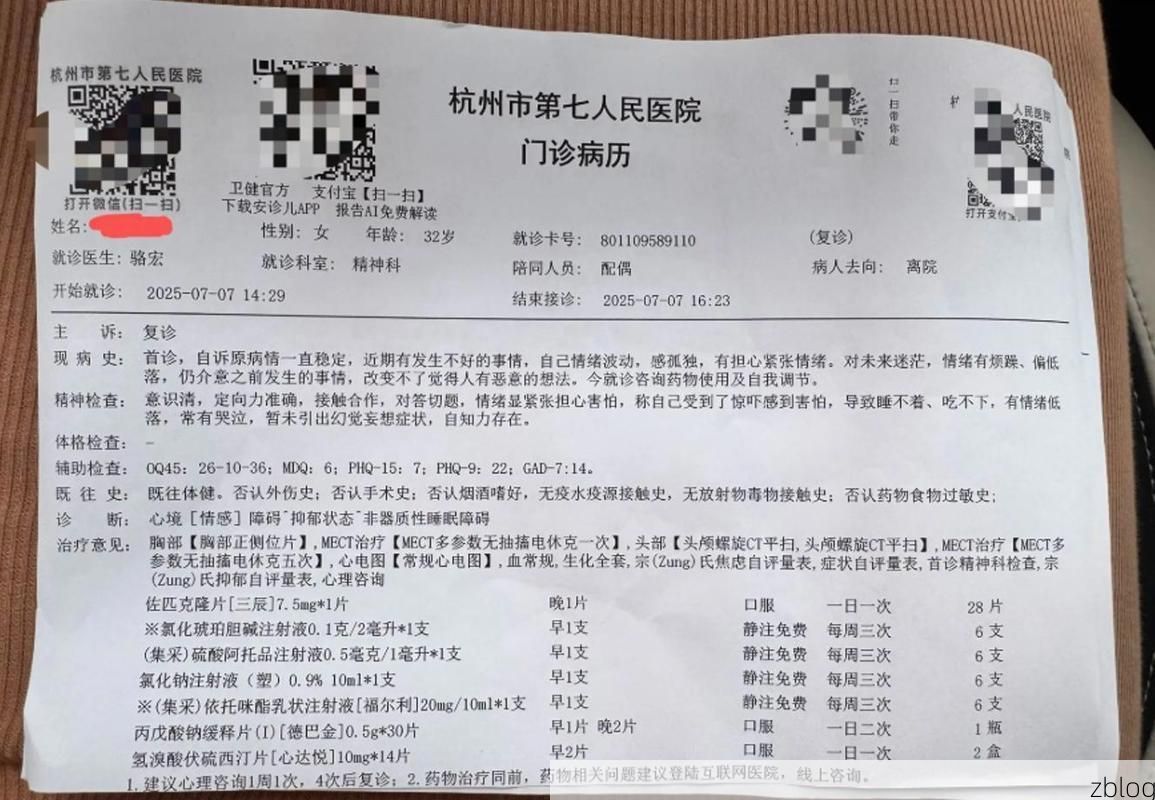 杭州市第七人民医院
打开微信(扫一扫)
卫健官方 支付宝【扫一扫】
下载安诊儿APP 报告AI免费解读
杭州市第七人民医院
门诊病历
扫一扫带你走
人民医院
打开支付宝
姓名:
性别: 女 年龄: 32岁 就诊卡号: 801109589110 (复诊)
就诊医生: 骆宏 就诊科室: 精神科 陪同人员: 配偶 病人去向: 离院
开始就诊: 2025-07-07 14:29 结束接诊: 2025-07-07 16:23
主 诉: 复诊
现 病 史: 首诊, 自诉原病情一直稳定, 近期有发生不好的事情, 自己情绪波动, 感孤独, 有担心紧张情绪。对未来迷茫, 情绪有烦躁、偏低
落, 仍介意之前发生的事情, 改变不了觉得人有恶意的想法。今就诊咨询药物使用及自我调节。
精神检查: 意识清, 定向力准确, 接触合作, 对答切题, 情绪显紧张担心害怕, 称自己受到了惊吓感到害怕, 导致睡不着、吃不下, 有情绪低
落, 常有哭泣, 暂未引出幻觉妄想症状, 自知力存在。
体格检查: -
辅助检查: OQ45: 26-10-36; MDQ: 6; PHQ-15: 7; PHQ-9: 22; GAD-7:14。
既 往 史: 既往体健。否认外伤史; 否认手术史; 否认烟酒嗜好, 无疫水疫源接触史, 无放射物毒物接触史; 否认药物食物过敏史;
诊 断: 心境［情感］障碍^抑郁状态^非器质性睡眠障碍
治疗意见: 胸部【胸部正侧位片】,MECT治疗【MECT多参数无抽搐电休克一次】,头部【头颅螺旋CT平扫,头颅螺旋CT平扫】,MECT治疗【MECT多
参数无抽搐电休克五次】,心电图【常规心电图】,血常规,生化全套,宗(Zung)氏焦虑自评量表,症状自评量表,首诊精神科检查,宗
(Zung)氏抑郁自评量表,心理咨询
佐匹克隆片[三辰]7.5mg*1片 晚1片 口服 一日一次 28 片
※氯化琥珀胆碱注射液0.1克/2毫升*1支 早1支 静注免费 每周三次 6 支
(集采)硫酸阿托品注射液0.5毫克/1毫升*1支 早1支 静注免费 每周三次 6 支
氯化钠注射液（塑）0.9% 10ml*1支 早1支 静注免费 每周三次 6 支
※(集采)依托咪酯乳状注射液[福尔利]20mg/10ml*1支 早1支 静注免费 每周三次 6 支
丙戊酸钠缓释片(I)[德巴金]0.5g*30片 早1片 晚2片 口服 一日二次 1 瓶
氢溴酸伏硫西汀片[心达悦]10mg*14片 早2片 口服 一日一次 2 盒
1.建议心理咨询1周1次, 4次后复诊; 2.药物治疗同前, 药物相关问题建议登陆互联网医院, 线上咨询。
zblog